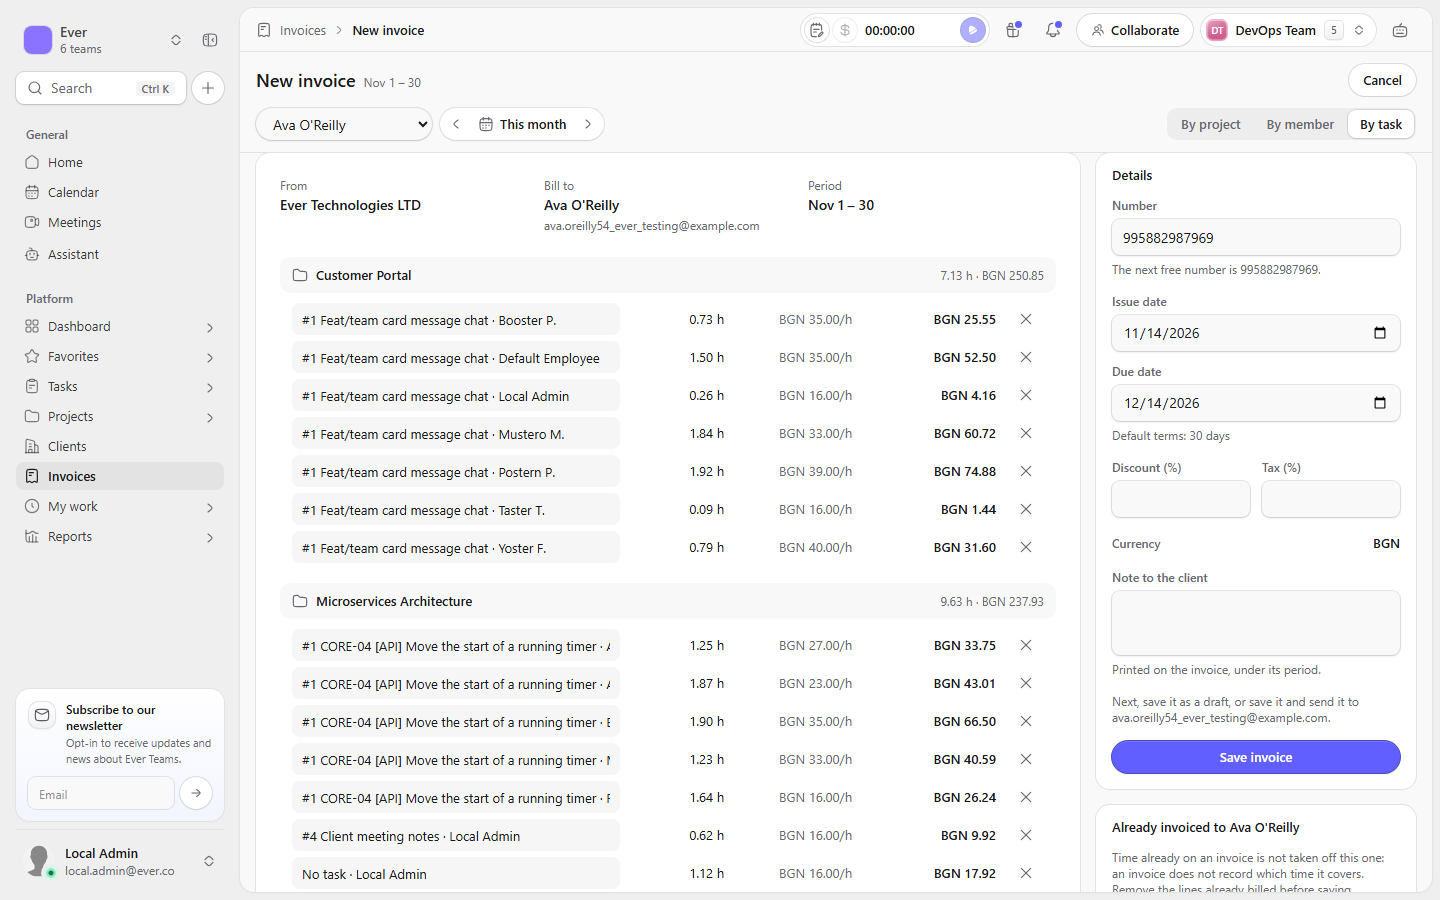 Ever
6 teams
Search
Ctrl K
General
Home
Calendar
Meetings
Assistant
Platform
Dashboard
Favorites
Tasks
Projects
Clients
Invoices
My work
Reports
Subscribe to our
newsletter
Opt-in to receive updates and
news about Ever Teams.
Email
Local Admin
local.admin@ever.co
Invoices
New invoice
00:00:00
Collaborate
DT
DevOps Team
5
New invoice
Nov 1 – 30
Cancel
Ava O'Reilly
This month
By project
By member
By task
From
Ever Technologies LTD
Bill to
Ava O'Reilly
ava.oreilly54_ever_testing@example.com
Period
Nov 1 – 30
Customer Portal
7.13 h · BGN 250.85
#1 Feat/team card message chat · Booster P.
0.73 h
BGN 35.00/h
BGN 25.55
#1 Feat/team card message chat · Default Employee
1.50 h
BGN 35.00/h
BGN 52.50
#1 Feat/team card message chat · Local Admin
0.26 h
BGN 16.00/h
BGN 4.16
#1 Feat/team card message chat · Mustero M.
1.84 h
BGN 33.00/h
BGN 60.72
#1 Feat/team card message chat · Postern P.
1.92 h
BGN 39.00/h
BGN 74.88
#1 Feat/team card message chat · Taster T.
0.09 h
BGN 16.00/h
BGN 1.44
#1 Feat/team card message chat · Yoster F.
0.79 h
BGN 40.00/h
BGN 31.60
Microservices Architecture
9.63 h · BGN 237.93
#1 CORE-04 [API] Move the start of a running timer ·
1.25 h
BGN 27.00/h
BGN 33.75
#1 CORE-04 [API] Move the start of a running timer ·
1.87 h
BGN 23.00/h
BGN 43.01
#1 CORE-04 [API] Move the start of a running timer ·
1.90 h
BGN 35.00/h
BGN 66.50
#1 CORE-04 [API] Move the start of a running timer ·
1.23 h
BGN 33.00/h
BGN 40.59
#1 CORE-04 [API] Move the start of a running timer ·
1.64 h
BGN 16.00/h
BGN 26.24
#4 Client meeting notes · Local Admin
0.62 h
BGN 16.00/h
BGN 9.92
No task · Local Admin
1.12 h
BGN 16.00/h
BGN 17.92
Details
Number
995882987969
The next free number is 995882987969.
Issue date
11/14/2026
Due date
12/14/2026
Default terms: 30 days
Discount (%)
Tax (%)
Currency
BGN
Note to the client
Printed on the invoice, under its period.
Next, save it as a draft, or save it and send it to
ava.oreilly54_ever_testing@example.com.
Save invoice
Already invoiced to Ava O'Reilly
Time already on an invoice is not taken off this one:
an invoice does not record which time it covers.
Remove the lines already billed before saving.